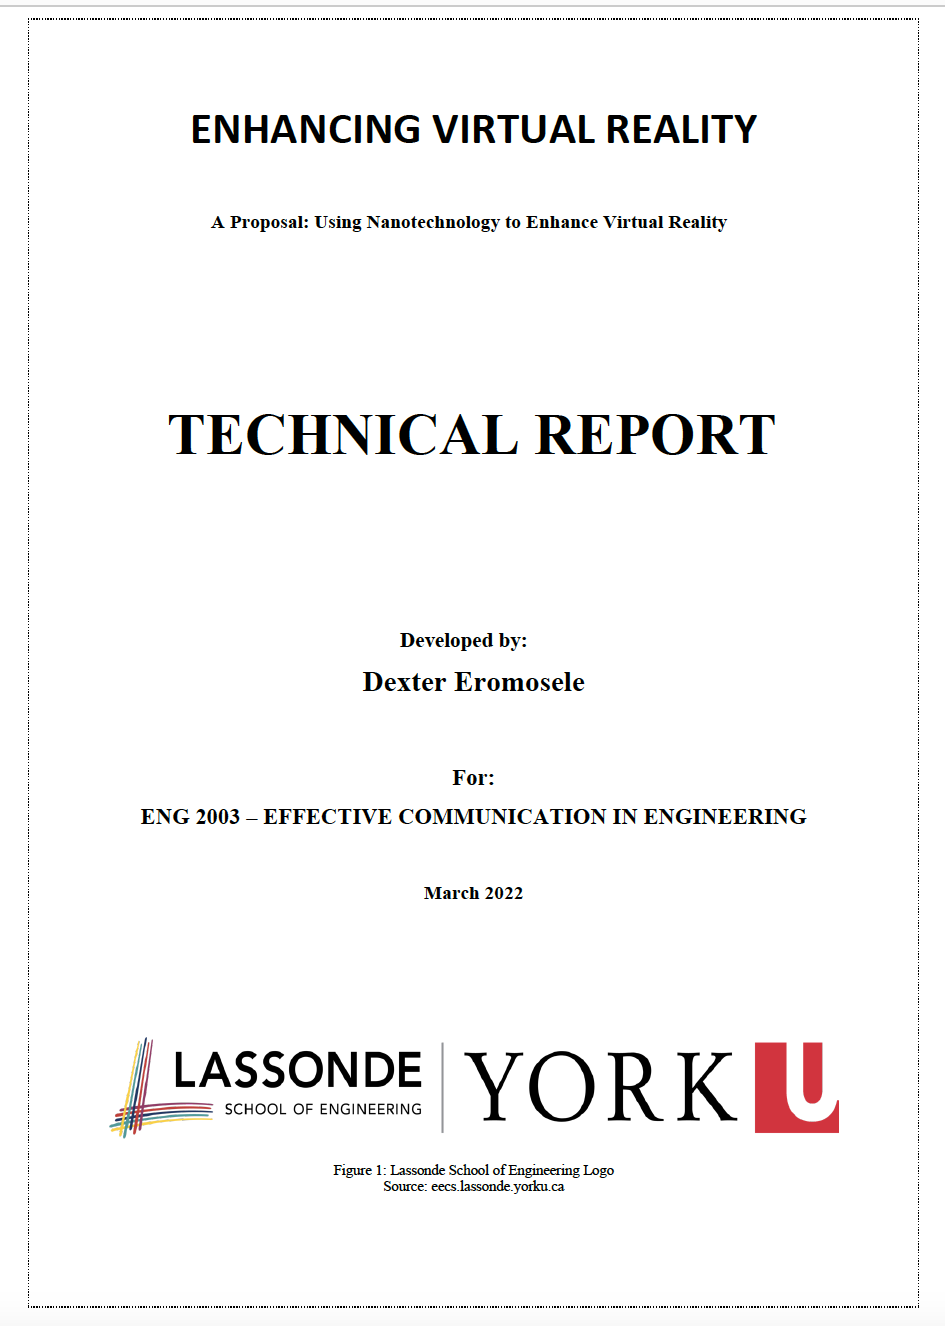 ENHANCING VIRTUAL REALITY
A Proposal: Using Nanotechnology to Enhance Virtual Reality
TECHNICAL REPORT
Developed by:
Dexter Eromosele
For:
ENG 2003 – EFFECTIVE COMMUNICATION IN ENGINEERING
March 2022
LASSONDE
SCHOOL OF ENGINEERING
YORK U
Figure 1: Lassonde School of Engineering Logo
Source: eecs.lassonde.yorku.ca